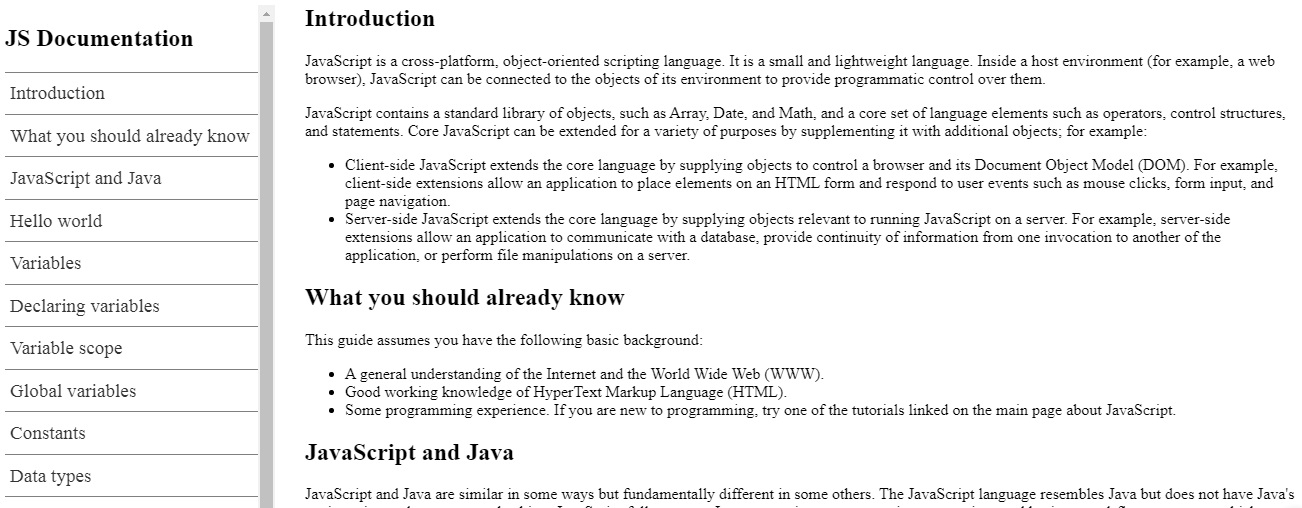 JS Documentation
Introduction
What you should already know
JavaScript and Java
Hello world
Variables
Declaring variables
Variable scope
Global variables
Constants
Data types
Introduction
JavaScript is a cross-platform, object-oriented scripting language. It is a small and lightweight language. Inside a host environment (for example, a web
browser), JavaScript can be connected to the objects of its environment to provide programmatic control over them.
JavaScript contains a standard library of objects, such as Array, Date, and Math, and a core set of language elements such as operators, control structures,
and statements. Core JavaScript can be extended for a variety of purposes by supplementing it with additional objects; for example:
• Client-side JavaScript extends the core language by supplying objects to control a browser and its Document Object Model (DOM). For example,
client-side extensions allow an application to place elements on an HTML form and respond to user events such as mouse clicks, form input, and
page navigation.
• Server-side JavaScript extends the core language by supplying objects relevant to running JavaScript on a server. For example, server-side
extensions allow an application to communicate with a database, provide continuity of information from one invocation to another of the
application, or perform file manipulations on a server.
What you should already know
This guide assumes you have the following basic background:
• A general understanding of the Internet and the World Wide Web (WWW).
• Good working knowledge of HyperText Markup Language (HTML).
• Some programming experience. If you are new to programming, try one of the tutorials linked on the main page about JavaScript.
JavaScript and Java
JavaScript and Java are similar in some ways but fundamentally different in some others. The JavaScript language resembles Java but does not have Java's